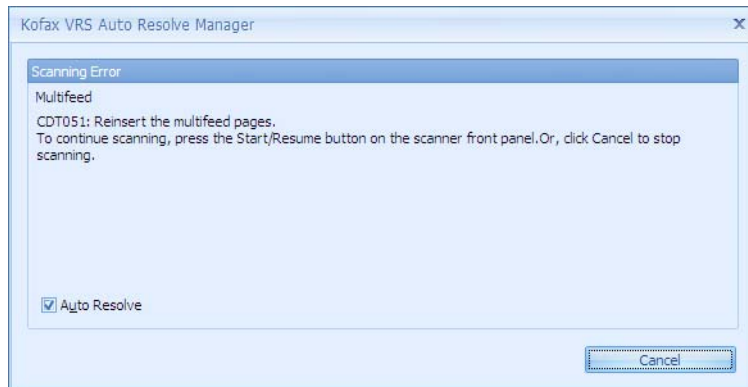 Kofax VRS Auto Resolve Manager
Scanning Error
Multifeed
CDT051: Reinsert the multifeed pages.
To continue scanning, press the Start/Resume button on the scanner front panel.Or, click Cancel to stop
scanning.
Auto Resolve
Cancel